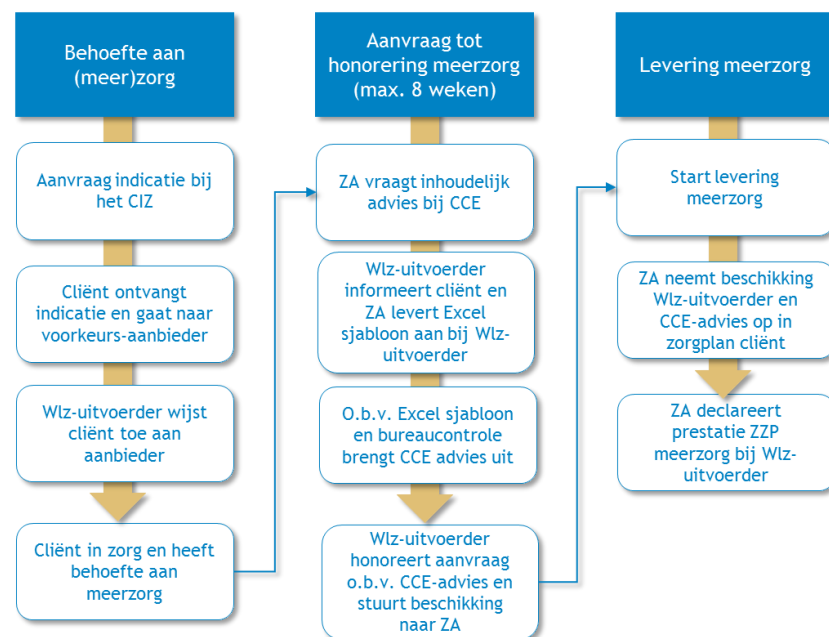 Behoefte aan
(meer)zorg
Aanvraag indicatie bij
het CIZ
Cliënt ontvangt
indicatie en gaat naar
voorkeurs-aanbieder
Wlz-uitvoerder wijst
cliënt toe aan
aanbieder
Cliënt in zorg en heeft
behoefte aan
meerzorg
Aanvraag tot
honorering meerzorg
(max. 8 weken)
ZA vraagt inhoudelijk
advies bij CCE
Wlz-uitvoerder
informeert cliënt en
ZA levert Excel
sjabloon aan bij Wlz-
uitvoerder
O.b.v. Excel sjabloon
en bureaucontrole
brengt CCE advies uit
Wlz-uitvoerder
honoreert aanvraag
o.b.v. CCE-advies en
stuurt beschikking
naar ZA
Levering meerzorg
Start levering
meerzorg
ZA neemt beschikking
Wlz-uitvoerder en
CCE-advies op in
zorgplan cliënt
ZA declareert
prestatie ZZP
meerzorg bij Wlz-
uitvoerder